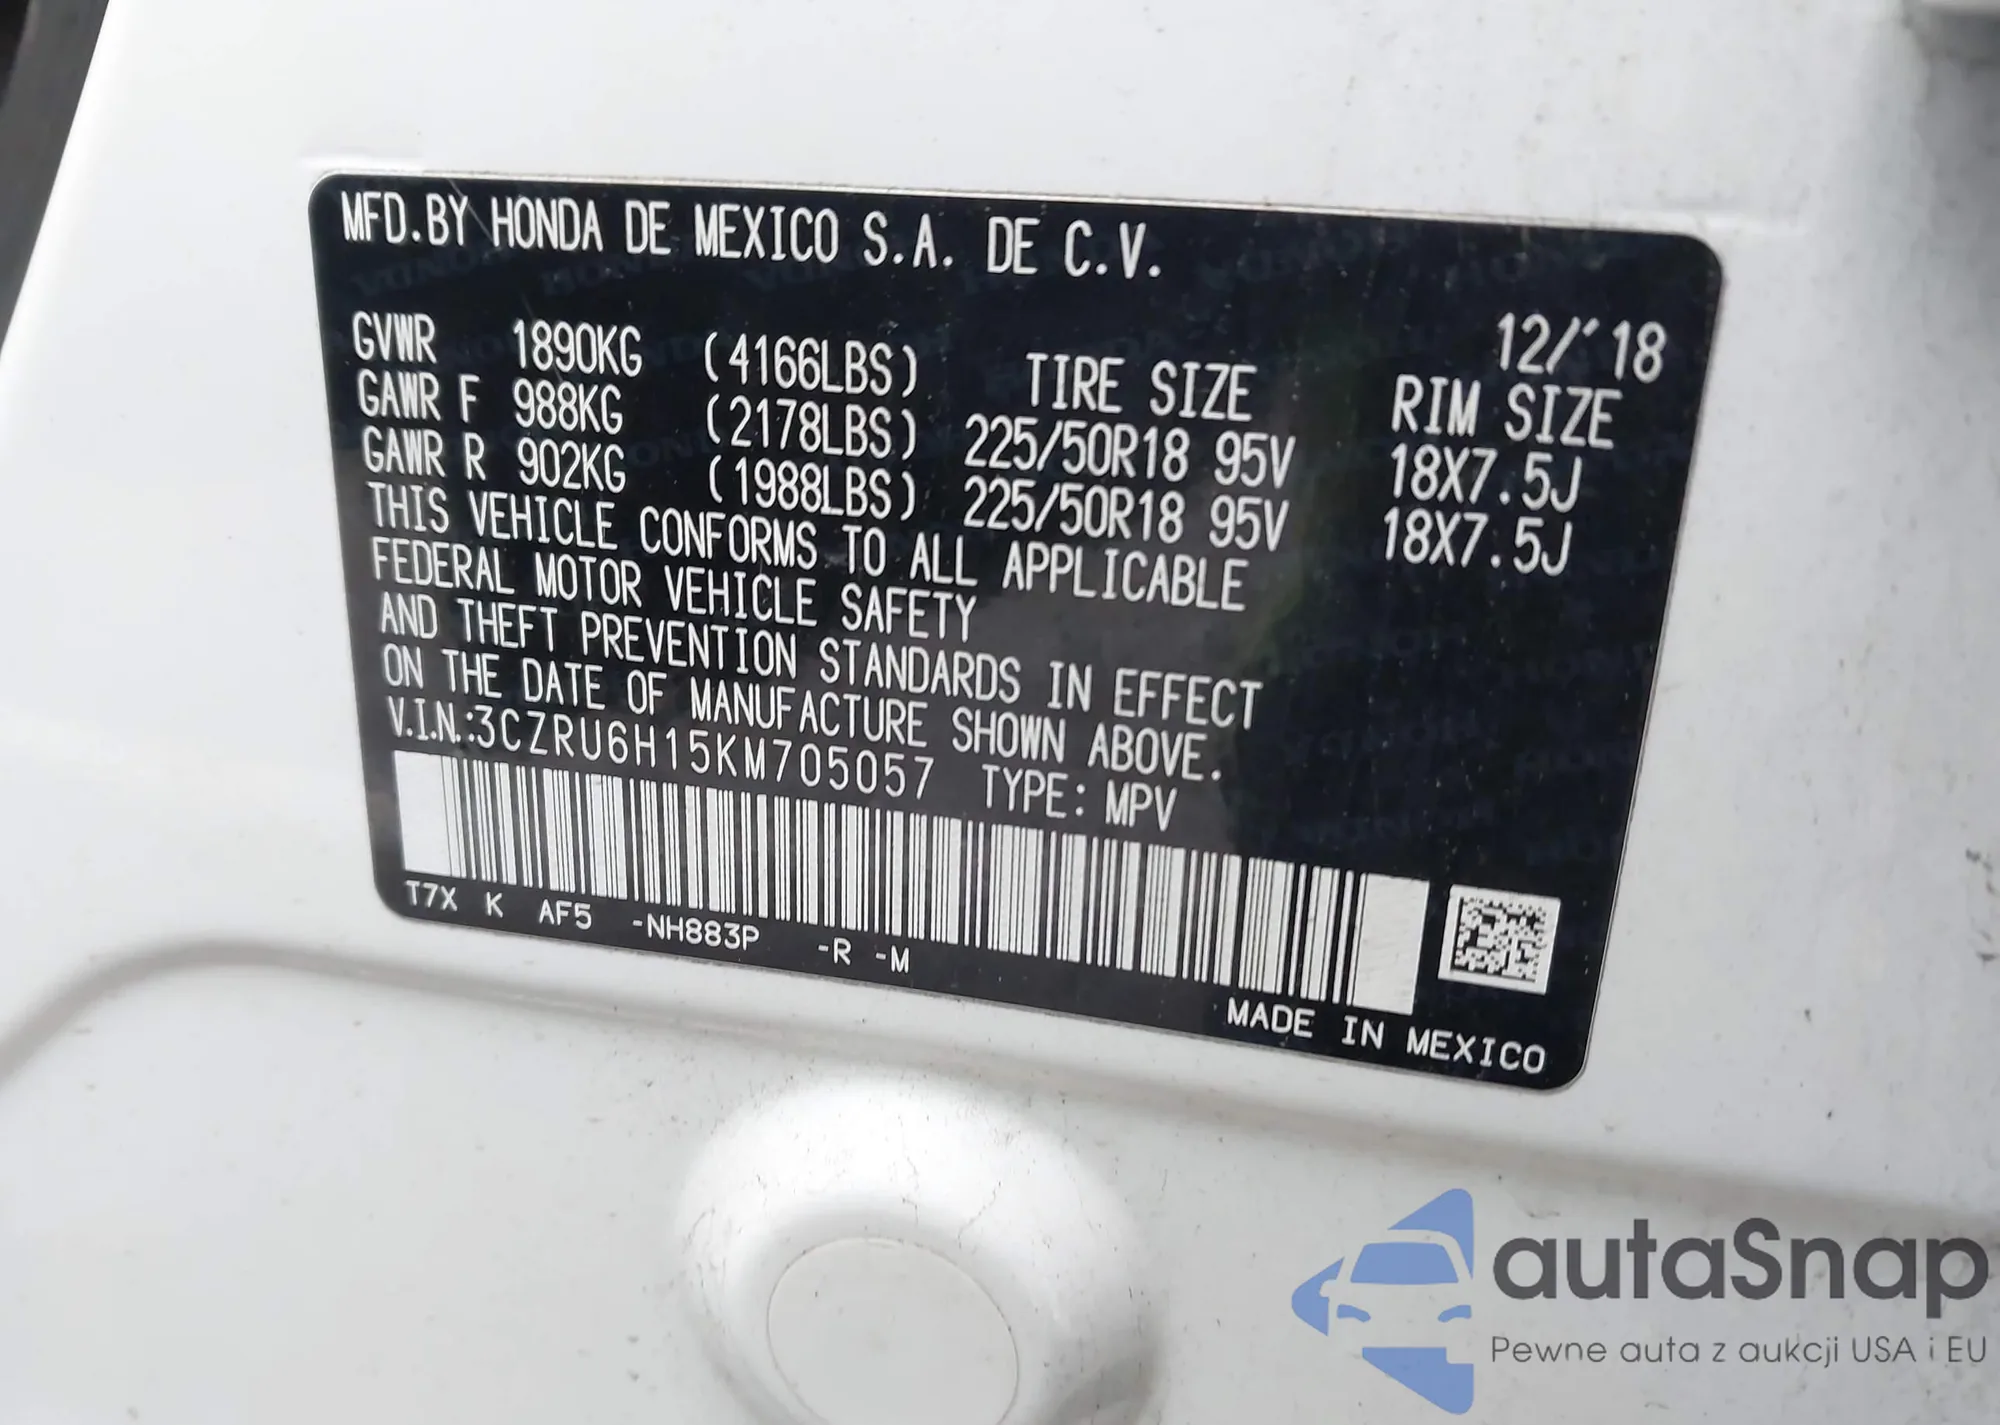 MFD.BY HONDA DE MEXICO S.A. DE C.V.
12/'18
GVWR 1890KG (4166LBS) TIRE SIZE RIM SIZE
GAWR F 988KG (2178LBS) 225/50R18 95V 18X7.5J
GAWR R 902KG (1988LBS) 225/50R18 95V 18X7.5J
THIS VEHICLE CONFORMS TO ALL APPLICABLE
FEDERAL MOTOR VEHICLE SAFETY
AND THEFT PREVENTION STANDARDS IN EFFECT
ON THE DATE OF MANUFACTURE SHOWN ABOVE.
V.I.N.:3CZRU6H15KM705057 TYPE: MPV
T7X K AF5 -NH883P -R -M
MADE IN MEXICO
autaSnap
Pewne auta z aukcji USA i EU